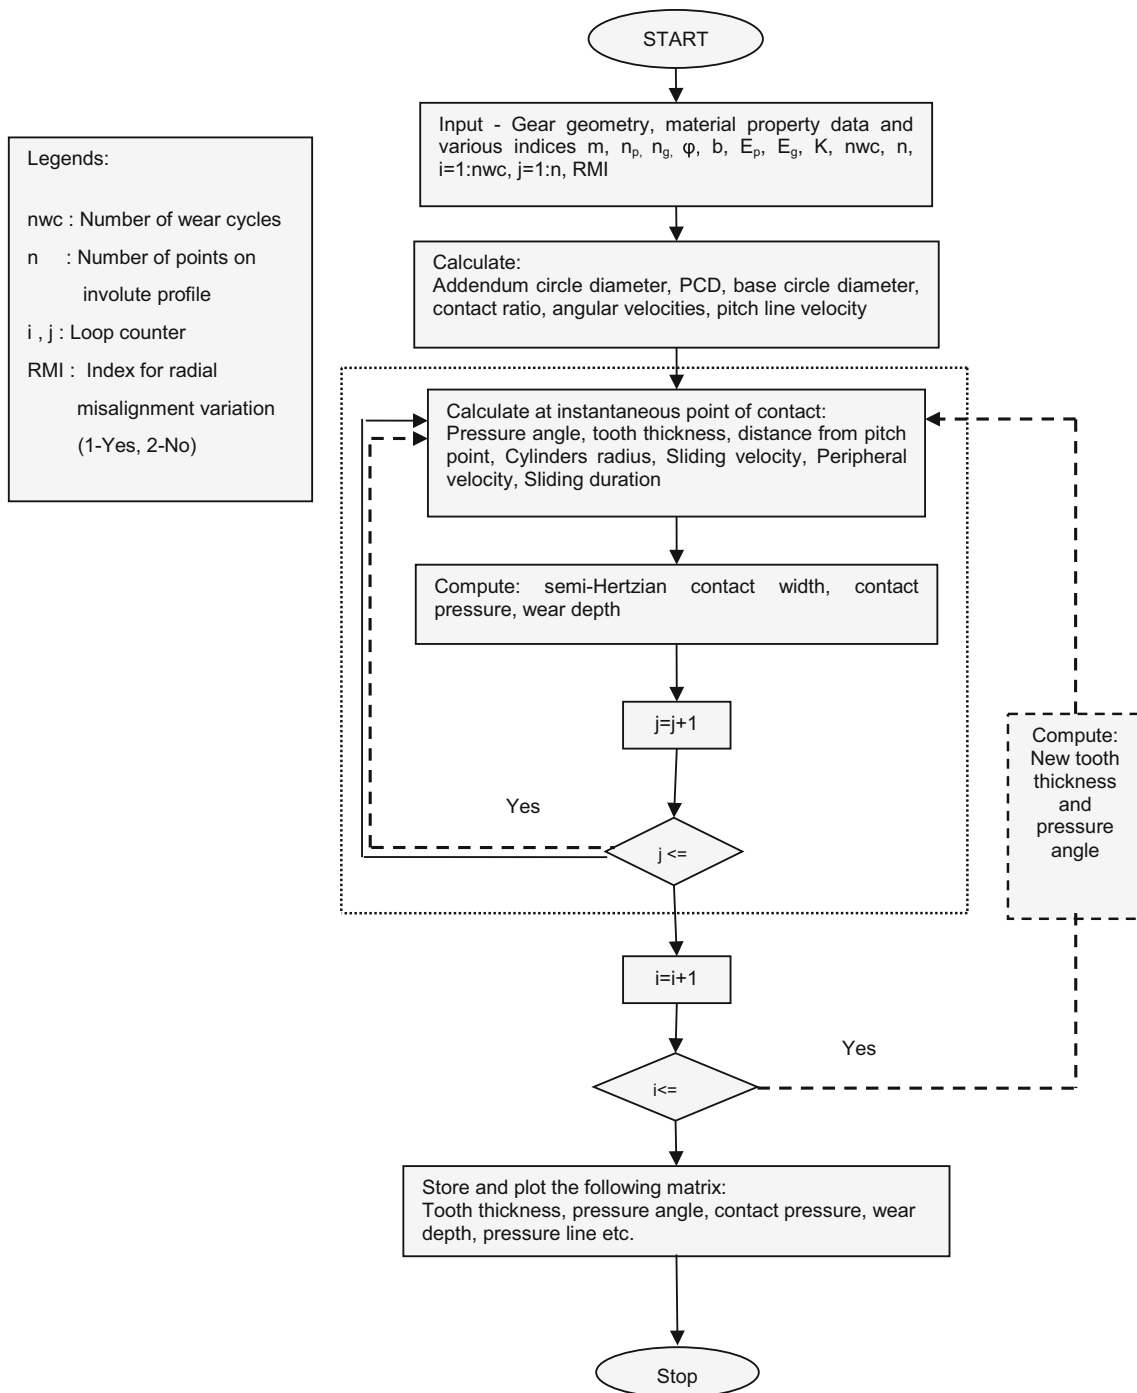 START
Input - Gear geometry, material property data and
various indices m, nₚ, n_g, φ, b, Eₚ, E_g, K, nwc, n,
i=1:nwc, j=1:n, RMI
Legends:
nwc : Number of wear cycles
n : Number of points on
involute profile
i , j : Loop counter
RMI : Index for radial
misalignment variation
(1-Yes, 2-No)
Calculate:
Addendum circle diameter, PCD, base circle diameter,
contact ratio, angular velocities, pitch line velocity
Calculate at instantaneous point of contact:
Pressure angle, tooth thickness, distance from pitch
point, Cylinders radius, Sliding velocity, Peripheral
velocity, Sliding duration
Compute: semi-Hertzian contact width, contact
pressure, wear depth
j=j+1
Yes
j <=
Compute:
New tooth
thickness
and
pressure
angle
i=i+1
Yes
i<=
Store and plot the following matrix:
Tooth thickness, pressure angle, contact pressure, wear
depth, pressure line etc.
Stop